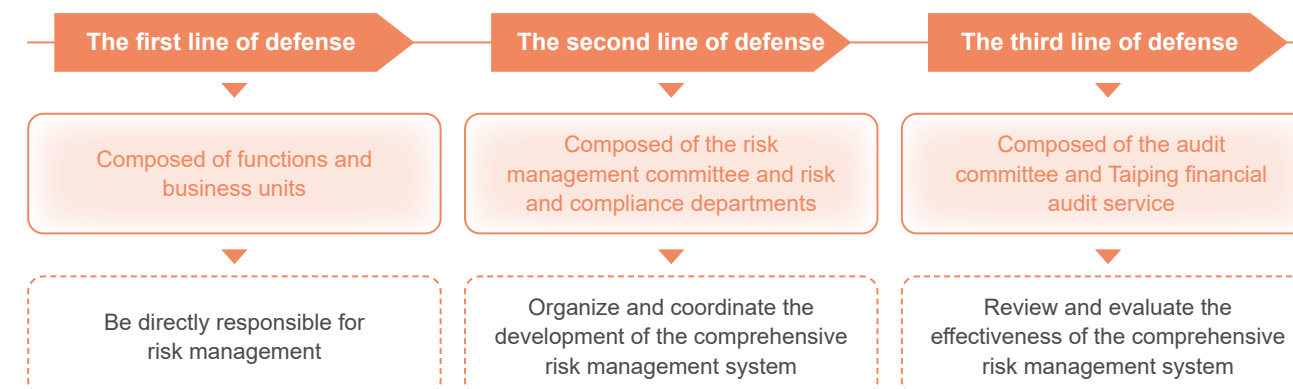 The first line of defense
The second line of defense
The third line of defense
Composed of functions and
business units
Composed of the risk
management committee and risk
and compliance departments
Composed of the audit
committee and Taiping financial
audit service
Be directly responsible for
risk management
Organize and coordinate the
development of the comprehensive
risk management system
Review and evaluate the
effectiveness of the comprehensive
risk management system